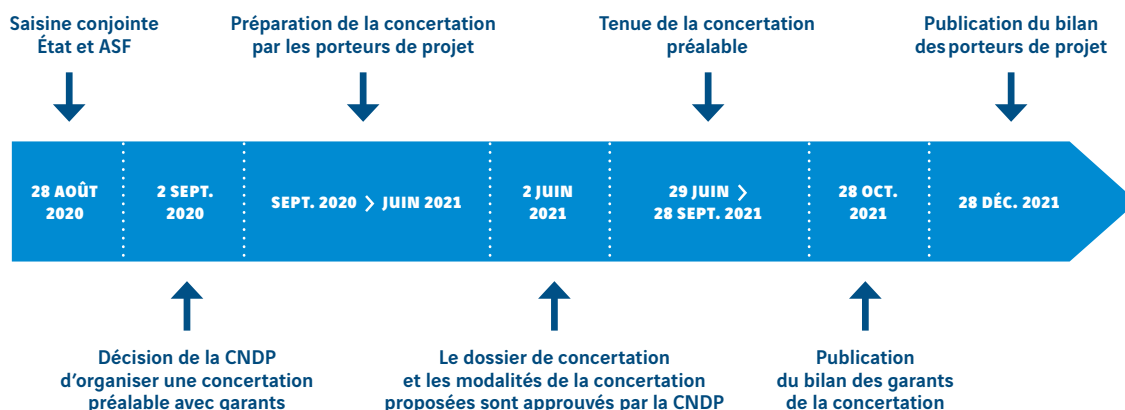 Saisine conjointe
État et ASF
Préparation de la concertation
par les porteurs de projet
Tenue de la concertation
préalable
Publication du bilan
des porteurs de projet
28 AOÛT
2020
2 SEPT.
2020
SEPT. 2020 > JUIN 2021
2 JUIN
2021
29 JUIN >
28 SEPT. 2021
28 OCT.
2021
28 DÉC. 2021
Décision de la CNDP
d’organiser une concertation
préalable avec garants
Le dossier de concertation
et les modalités de la concertation
proposées sont approuvés par la CNDP
Publication
du bilan des garants
de la concertation